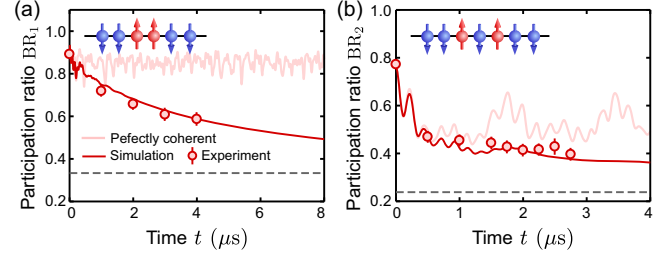 (a)
Participation ratio BR₁
1.0
0.8
0.6
0.4
0.2
Pefectly coherent
Simulation
Experiment
0
2
4
6
8
Time t (μs)
(b)
Participation ratio BR₂
1.0
0.8
0.6
0.4
0.2
0
1
2
3
4
Time t (μs)